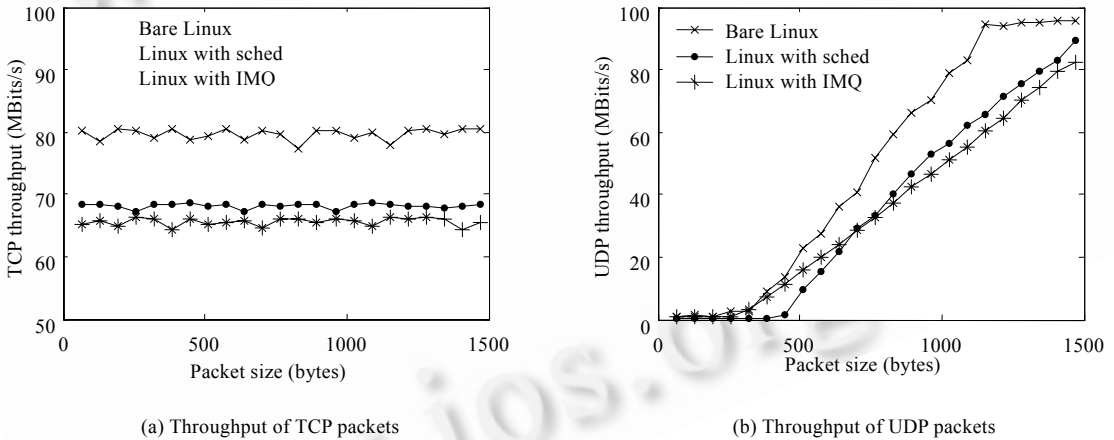 100
90
80
70
60
50
TCP throughput (MBits/s)
Bare Linux
Linux with sched
Linux with IMQ
0
500
1000
1500
Packet size (bytes)
(a) Throughput of TCP packets
100
80
60
40
20
0
UDP throughput (MBits/s)
Bare Linux
Linux with sched
Linux with IMQ
0
500
1000
1500
Packet size (bytes)
(b) Throughput of UDP packets